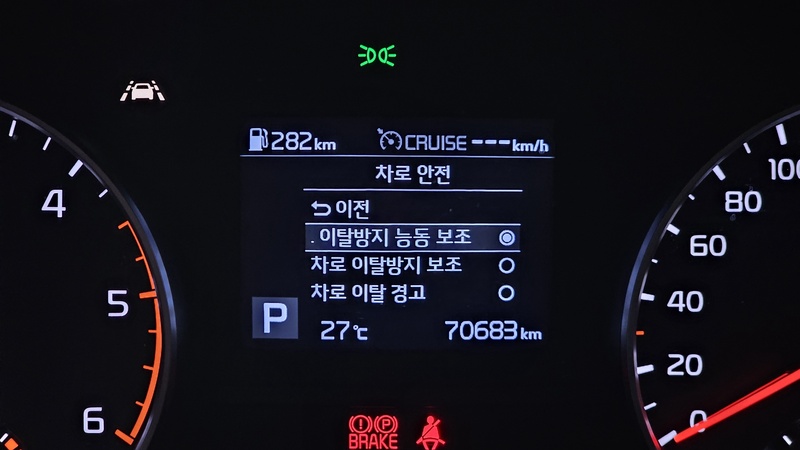 282km CRUISE ---km/h
차로 안전
이전
. 이탈방지 능동 보조
차로 이탈방지 보조
차로 이탈 경고
P
27℃ 70683km
4
5
6
100
80
60
40
20
0
(!) (P)
BRAKE